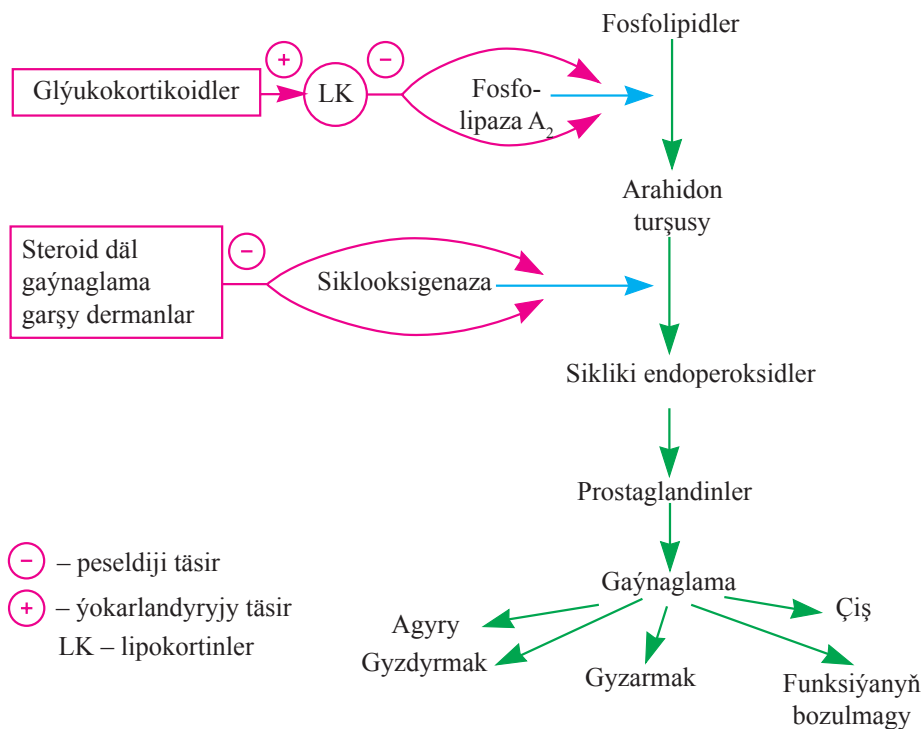 Fosfolipidler
+
−
Glýukokortikoidler
LK
Fosfo-
lipaza A₂
Arahidon
turşusy
Steroid däl
gaýnaglama
garşy dermanlar
−
Siklooksigenaza
Sikliki endoperoksidler
Prostaglandinler
− – peseldiji täsir
+ – ýokarlandyryjy täsir
LK – lipokortinler
Gaýnaglama
Agyry
Gyzdyrmak
Gyzarmak
Çiş
Funksiýanyň
bozulmagy